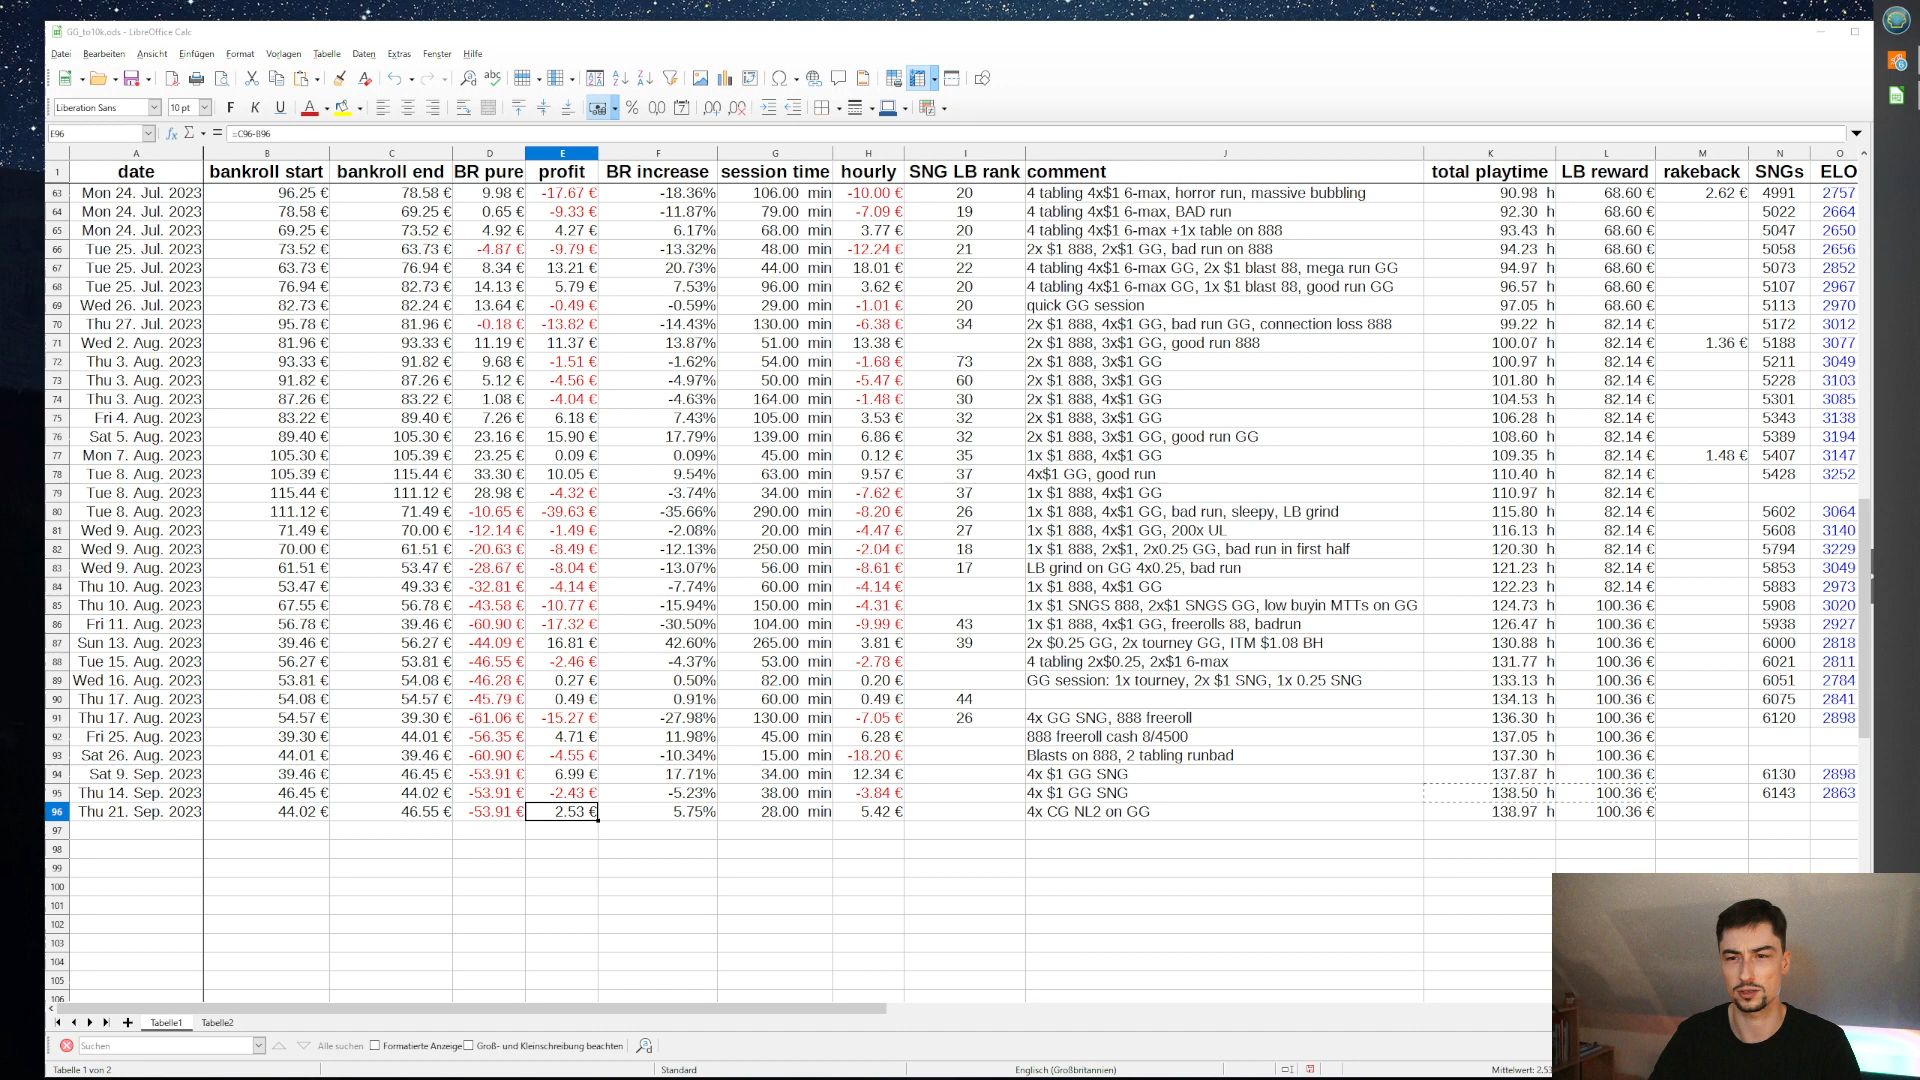 GG_to10k.ods - LibreOffice Calc
Datei Bearbeiten Ansicht Einfügen Format Vorlagen Tabelle Daten Extras Fenster Hilfe
Liberation Sans 10 pt F K U
E96 =C96-B96
A B C D E F G H I J K L M N O
1 date bankroll start bankroll end BR pure profit BR increase session time hourly SNG LB rank comment total playtime LB reward rakeback SNGs ELO
63 Mon 24. Jul. 2023 96.25 € 78.58 € 9.98 € -17.67 € -18.36% 106.00 min -10.00 € 20 4 tabling 4x$1 6-max, horror run, massive bubbling 90.98 h 68.60 € 2.62 € 4991 2757
64 Mon 24. Jul. 2023 78.58 € 69.25 € 0.65 € -9.33 € -11.87% 79.00 min -7.09 € 19 4 tabling 4x$1 6-max, BAD run 92.30 h 68.60 € 5022 2664
65 Mon 24. Jul. 2023 69.25 € 73.52 € 4.92 € 4.27 € 6.17% 68.00 min 3.77 € 20 4 tabling 4x$1 6-max +1x table on 888 93.43 h 68.60 € 5047 2650
66 Tue 25. Jul. 2023 73.52 € 63.73 € -4.87 € -9.79 € -13.32% 48.00 min -12.24 € 21 2x $1 888, 2x$1 GG, bad run on 888 94.23 h 68.60 € 5058 2656
67 Tue 25. Jul. 2023 63.73 € 76.94 € 8.34 € 13.21 € 20.73% 44.00 min 18.01 € 22 4 tabling 4x$1 6-max GG, 2x $1 blast 88, mega run GG 94.97 h 68.60 € 5073 2852
68 Tue 25. Jul. 2023 76.94 € 82.73 € 14.13 € 5.79 € 7.53% 96.00 min 3.62 € 20 4 tabling 4x$1 6-max GG, 1x $1 blast 88, good run GG 96.57 h 68.60 € 5107 2967
69 Wed 26. Jul. 2023 82.73 € 82.24 € 13.64 € -0.49 € -0.59% 29.00 min -1.01 € 20 quick GG session 97.05 h 68.60 € 5113 2970
70 Thu 27. Jul. 2023 95.78 € 81.96 € -0.18 € -13.82 € -14.43% 130.00 min -6.38 € 34 2x $1 888, 4x$1 GG, bad run GG, connection loss 888 99.22 h 82.14 € 5172 3012
71 Wed 2. Aug. 2023 81.96 € 93.33 € 11.19 € 11.37 € 13.87% 51.00 min 13.38 € 2x $1 888, 3x$1 GG, good run 888 100.07 h 82.14 € 1.36 € 5188 3077
72 Thu 3. Aug. 2023 93.33 € 91.82 € 9.68 € -1.51 € -1.62% 54.00 min -1.68 € 73 2x $1 888, 3x$1 GG 100.97 h 82.14 € 5211 3049
73 Thu 3. Aug. 2023 91.82 € 87.26 € 5.12 € -4.56 € -4.97% 50.00 min -5.47 € 60 2x $1 888, 3x$1 GG 101.80 h 82.14 € 5228 3103
74 Thu 3. Aug. 2023 87.26 € 83.22 € 1.08 € -4.04 € -4.63% 164.00 min -1.48 € 30 2x $1 888, 3x$1 GG 104.53 h 82.14 € 5301 3085
75 Fri 4. Aug. 2023 83.22 € 89.40 € 7.26 € 6.18 € 7.43% 105.00 min 3.53 € 32 2x $1 888, 3x$1 GG 106.28 h 82.14 € 5343 3138
76 Sat 5. Aug. 2023 89.40 € 105.30 € 23.16 € 15.90 € 17.79% 139.00 min 6.86 € 32 2x $1 888, 3x$1 GG, good run GG 108.60 h 82.14 € 5389 3194
77 Mon 7. Aug. 2023 105.30 € 105.39 € 23.25 € 0.09 € 0.09% 45.00 min 0.12 € 35 1x $1 888, 4x$1 GG 109.35 h 82.14 € 1.48 € 5407 3147
78 Tue 8. Aug. 2023 105.39 € 115.44 € 33.30 € 10.05 € 9.54% 63.00 min 9.57 € 37 4x$1 GG, good run 110.40 h 82.14 € 5428 3252
79 Tue 8. Aug. 2023 115.44 € 111.12 € 28.98 € -4.32 € -3.74% 34.00 min -7.62 € 37 1x $1 888, 4x$1 GG 110.97 h 82.14 €
80 Tue 8. Aug. 2023 111.12 € 71.49 € -10.65 € -39.63 € -35.66% 290.00 min -8.20 € 26 1x $1 888, 4x$1 GG, bad run, sleepy, LB grind 115.80 h 82.14 € 5602 3064
81 Wed 9. Aug. 2023 71.49 € 70.00 € -12.14 € -1.49 € -2.08% 20.00 min -4.47 € 27 1x $1 888, 4x$1 GG, 200x UL 116.13 h 82.14 € 5608 3140
82 Wed 9. Aug. 2023 70.00 € 61.51 € -20.63 € -8.49 € -12.13% 250.00 min -2.04 € 18 1x $1 888, 2x$1, 2x0.25 GG, bad run in first half 120.30 h 82.14 € 5794 3229
83 Wed 9. Aug. 2023 61.51 € 53.47 € -28.67 € -8.04 € -13.07% 56.00 min -8.61 € 17 LB grind on GG 4x0.25, bad run 121.23 h 82.14 € 5853 3049
84 Thu 10. Aug. 2023 53.47 € 49.33 € -32.81 € -4.14 € -7.74% 60.00 min -4.14 € 1x $1 888, 4x$1 GG 122.23 h 82.14 € 5883 2973
85 Thu 10. Aug. 2023 67.55 € 56.78 € -43.58 € -10.77 € -15.94% 150.00 min -4.31 € 1x $1 SNGS 888, 2x$1 SNGS GG, low buyin MTTs on GG 124.73 h 100.36 € 5908 3020
86 Fri 11. Aug. 2023 56.78 € 39.46 € -60.90 € -17.32 € -30.50% 104.00 min -9.99 € 43 1x $1 888, 4x$1 GG, freerolls 88, badrun 126.47 h 100.36 € 5938 2927
87 Sun 13. Aug. 2023 39.46 € 56.27 € -44.09 € 16.81 € 42.60% 265.00 min 3.81 € 39 2x $0.25 GG, 2x tourney GG, ITM $1.08 BH 130.88 h 100.36 € 6000 2818
88 Tue 15. Aug. 2023 56.27 € 53.81 € -46.55 € -2.46 € -4.37% 53.00 min -2.78 € 4 tabling 2x$0.25, 2x$1 6-max 131.77 h 100.36 € 6021 2811
89 Wed 16. Aug. 2023 53.81 € 54.08 € -46.28 € 0.27 € 0.50% 82.00 min 0.20 € GG session: 1x tourney, 2x $1 SNG, 1x 0.25 SNG 133.13 h 100.36 € 6051 2784
90 Thu 17. Aug. 2023 54.08 € 54.57 € -45.79 € 0.49 € 0.91% 60.00 min 0.49 € 44 134.13 h 100.36 € 6075 2841
91 Thu 17. Aug. 2023 54.57 € 39.30 € -61.06 € -15.27 € -27.98% 130.00 min -7.05 € 26 4x GG SNG, 888 freeroll 136.30 h 100.36 € 6120 2898
92 Fri 25. Aug. 2023 39.30 € 44.01 € -56.35 € 4.71 € 11.98% 45.00 min 6.28 € 888 freeroll cash 8/4500 137.05 h 100.36 €
93 Sat 26. Aug. 2023 44.01 € 39.46 € -60.90 € -4.55 € -10.34% 15.00 min -18.20 € Blasts on 888, 2 tabling runbad 137.30 h 100.36 €
94 Sat 9. Sep. 2023 39.46 € 46.45 € -53.91 € 6.99 € 17.71% 34.00 min 12.34 € 4x $1 GG SNG 137.87 h 100.36 € 6130 2898
95 Thu 14. Sep. 2023 46.45 € 44.02 € -53.91 € -2.43 € -5.23% 38.00 min -3.84 € 4x $1 GG SNG 138.50 h 100.36 € 6143 2863
96 Thu 21. Sep. 2023 44.02 € 46.55 € -53.91 € 2.53 € 5.75% 28.00 min 5.42 € 4x CG NL2 on GG 138.97 h 100.36 €
97
98
99
100
101
102
103
104
105
106
Tabelle1 Tabelle2
Suchen Alle suchen Formatierte Anzeige Groß- und Kleinschreibung beachten
Tabelle 1 von 2 Standard Englisch (Großbritannien) Mittelwert: 2.53